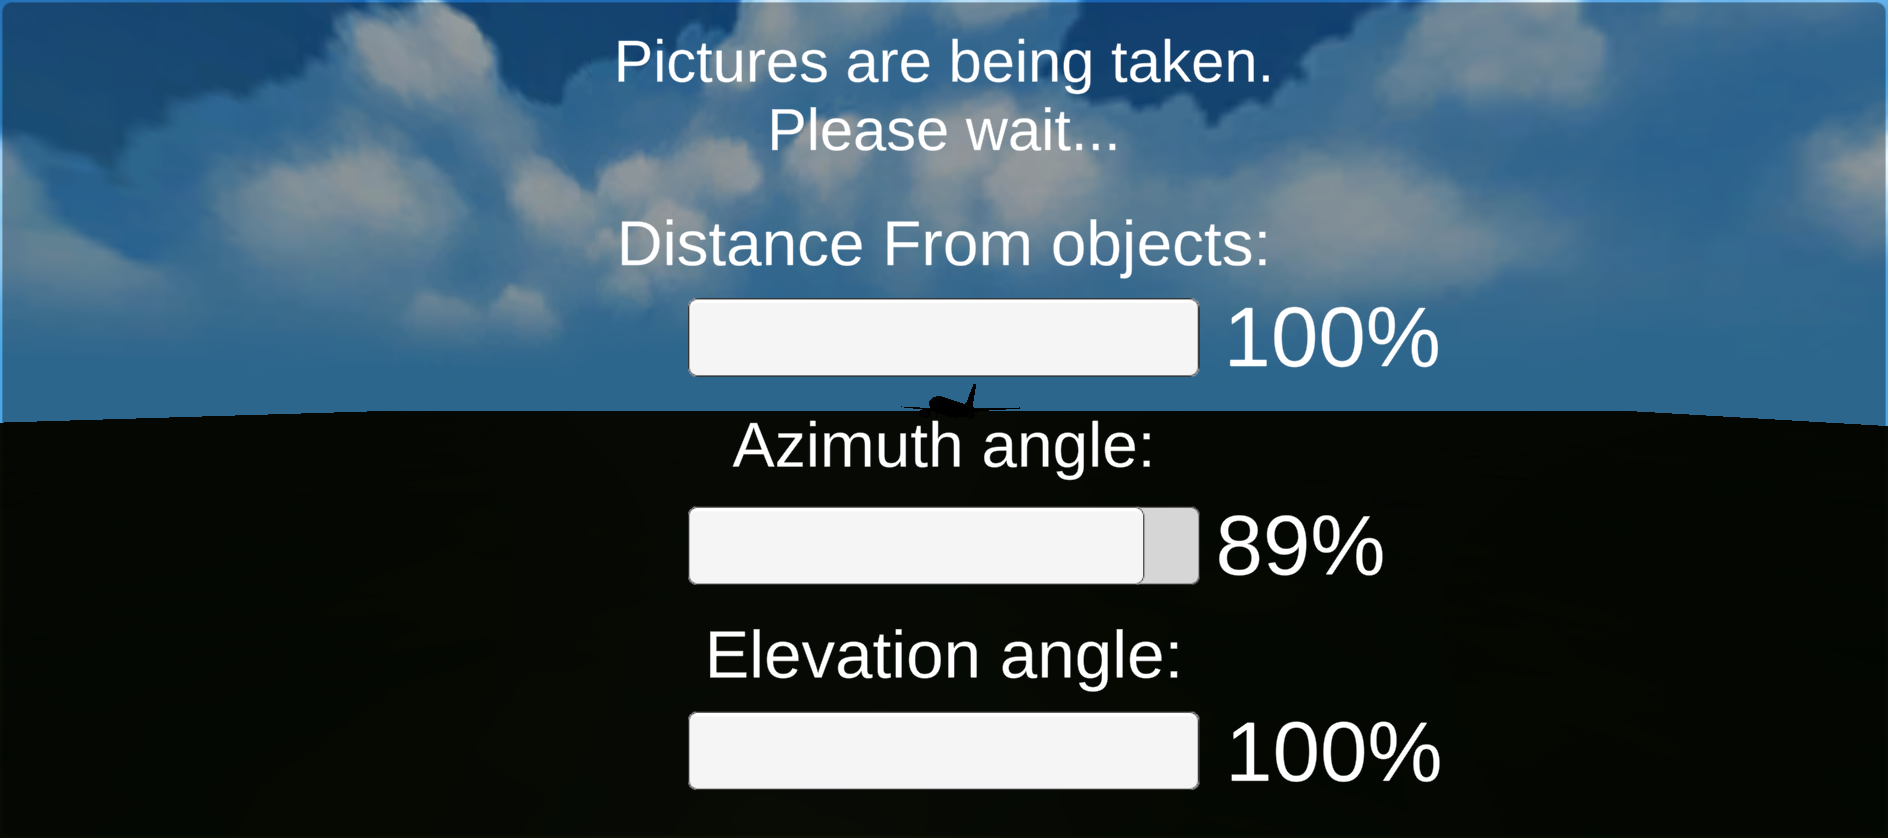 Pictures are being taken.
Please wait...
Distance From objects:
100%
Azimuth angle:
89%
Elevation angle:
100%